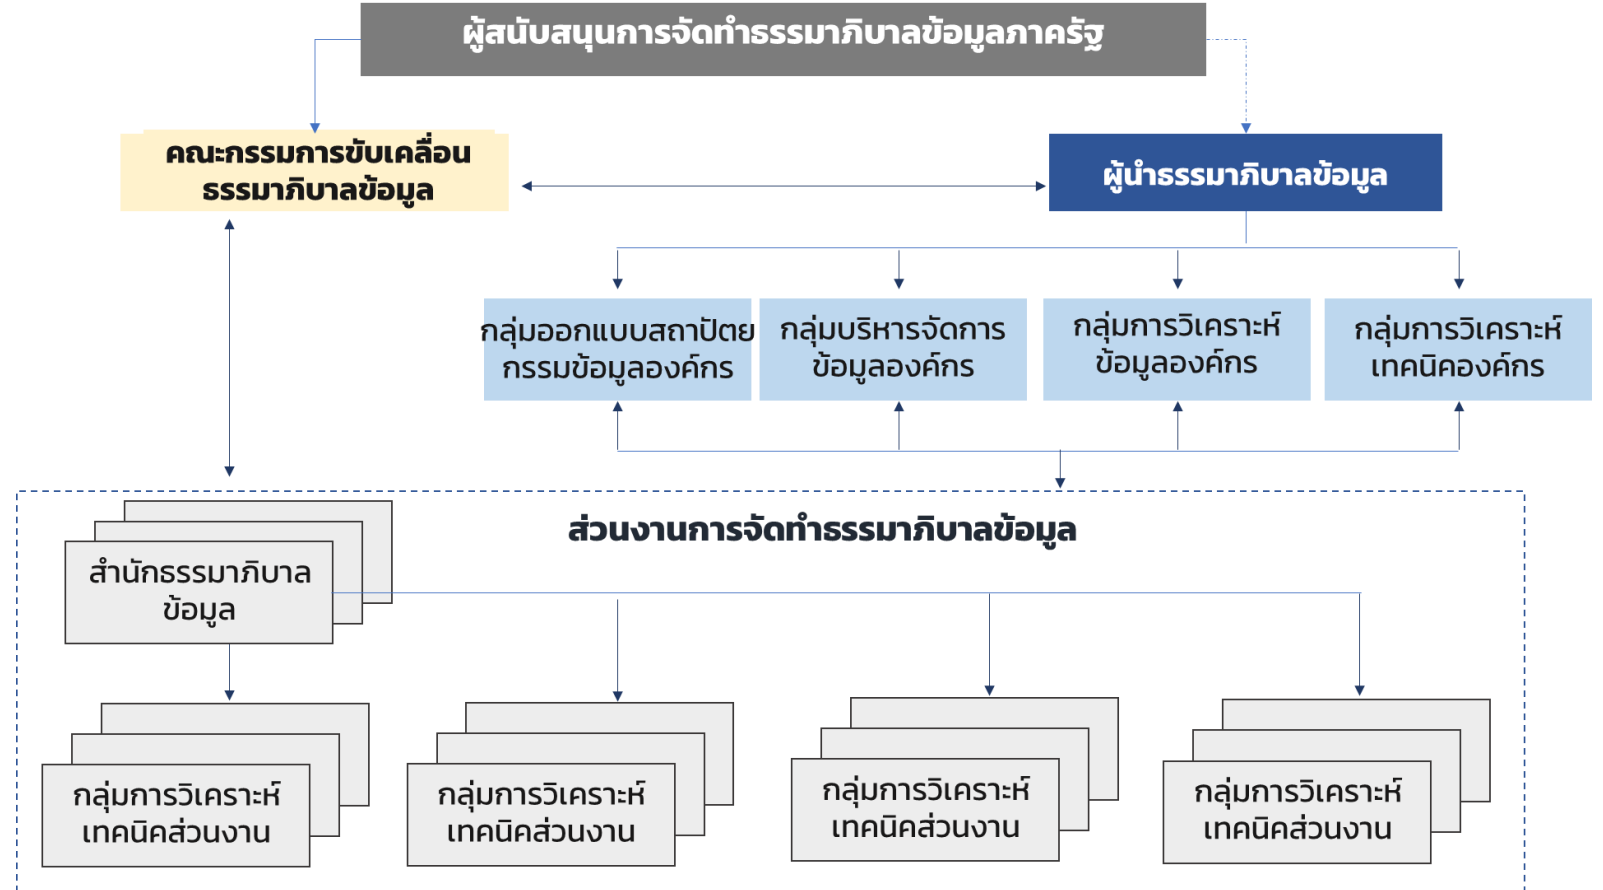 ผู้สนับสนุนการจัดทำธรรมาภิบาลข้อมูลภาครัฐ
คณะกรรมการขับเคลื่อน
ธรรมาภิบาลข้อมูล
ผู้นำธรรมาภิบาลข้อมูล
กลุ่มออกแบบสถาปัตย
กรรมข้อมูลองค์กร
กลุ่มบริหารจัดการ
ข้อมูลองค์กร
กลุ่มการวิเคราะห์
ข้อมูลองค์กร
กลุ่มการวิเคราะห์
เทคนิคองค์กร
ส่วนงานการจัดทำธรรมาภิบาลข้อมูล
สำนักธรรมาภิบาล
ข้อมูล
กลุ่มการวิเคราะห์
เทคนิคส่วนงาน
กลุ่มการวิเคราะห์
เทคนิคส่วนงาน
กลุ่มการวิเคราะห์
เทคนิคส่วนงาน
กลุ่มการวิเคราะห์
เทคนิคส่วนงาน